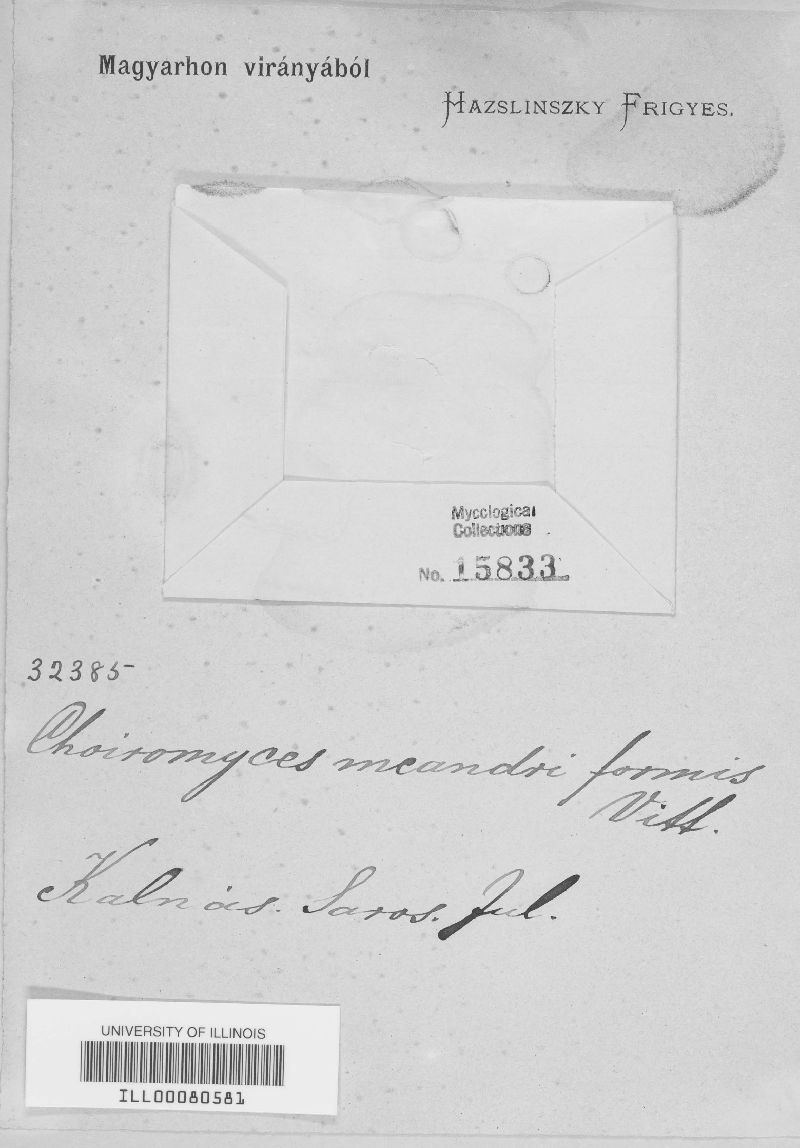 Magyarhon virányából
HAZSLINSZKY FRIGYES.
Mycological
Collections
No. 15833
32385
Choiromyces meandriformis
Vitt.
Kalnás. Saros. Jul.
UNIVERSITY OF ILLINOIS
ILL00080581